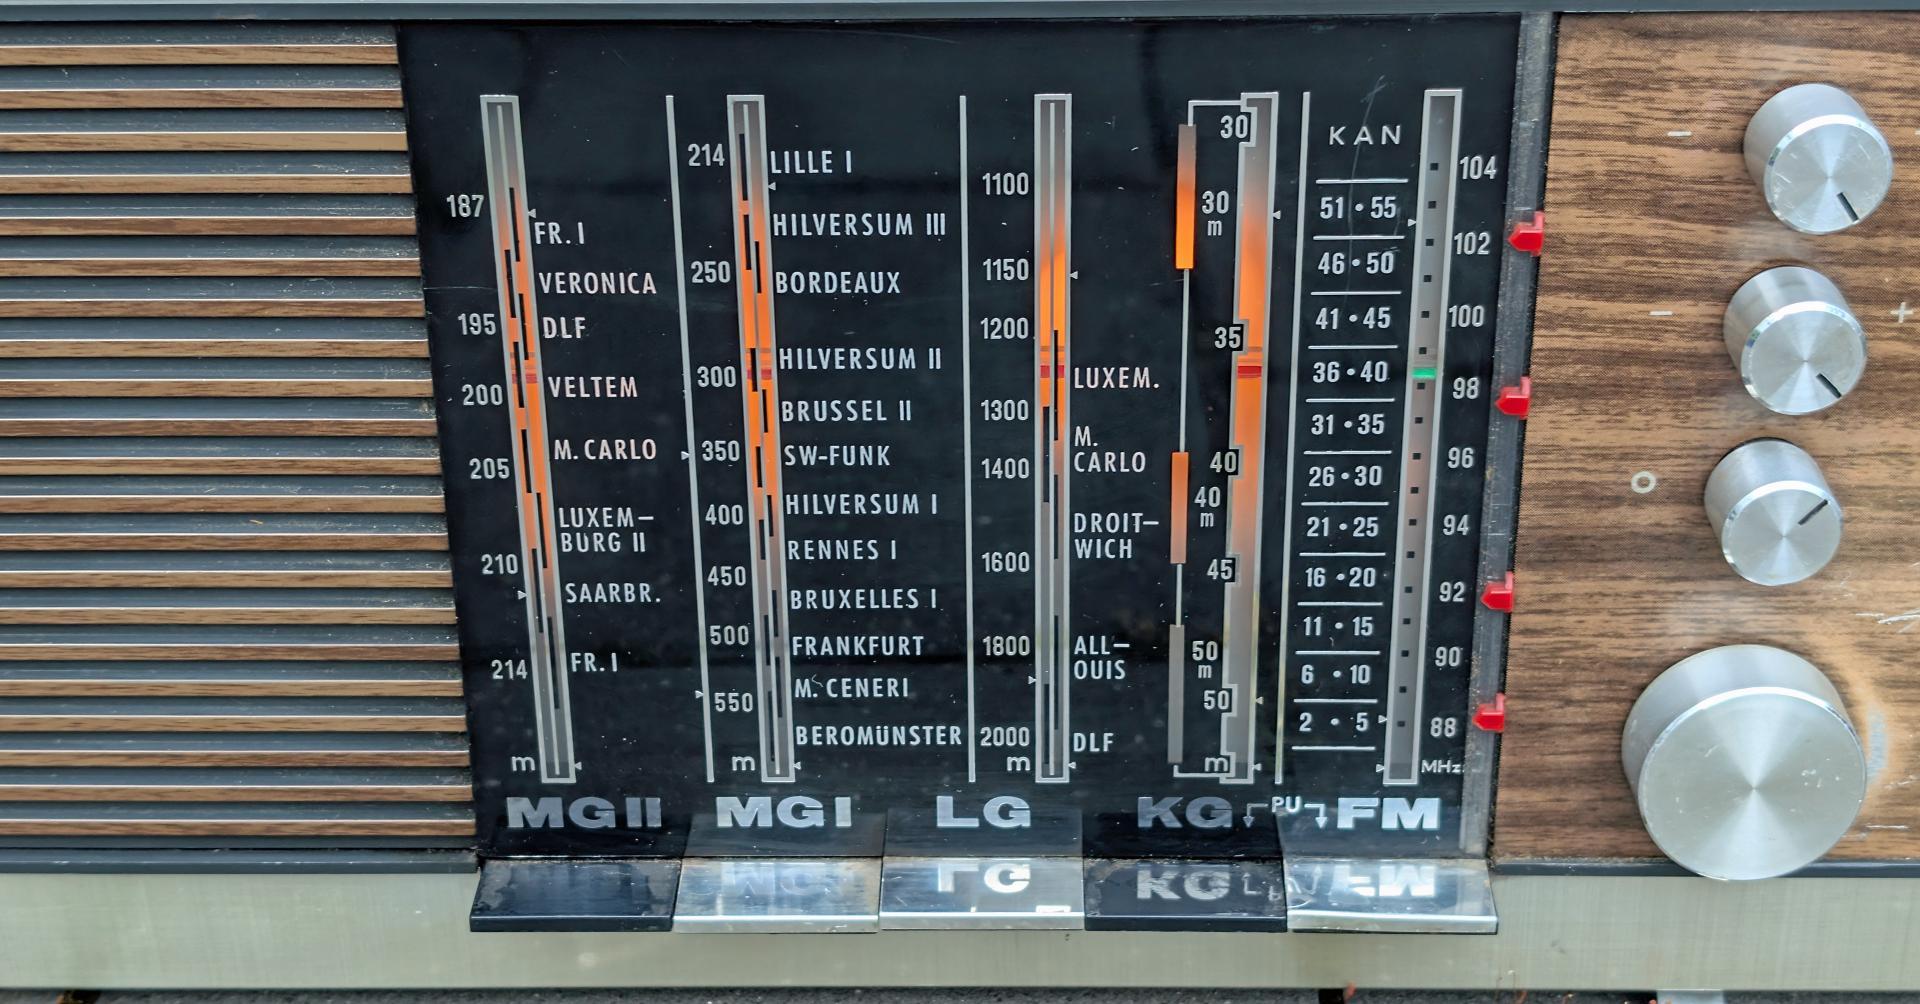 187
195
200
205
210
214
m
FR. I
VERONICA
DLF
VELTEM
M. CARLO
LUXEM–
BURG II
SAARBR.
FR. I
214
250
300
350
400
450
500
550
m
LILLE I
HILVERSUM III
BORDEAUX
HILVERSUM II
BRUSSEL II
SW-FUNK
HILVERSUM I
RENNES I
BRUXELLES I
FRANKFURT
M. CENERI
BEROMÜNSTER
1100
1150
1200
1300
1400
1600
1800
2000
m
LUXEM.
M.
CARLO
DROIT–
WICH
ALL–
OUIS
DLF
30
m
40
m
50
m
30
35
40
45
50
m
KAN
51 • 55
46 • 50
41 • 45
36 • 40
31 • 35
26 • 30
21 • 25
16 • 20
11 • 15
6 • 10
2 • 5
104
102
100
98
96
94
92
90
88
MHz
MGII MGI LG KG PU FM